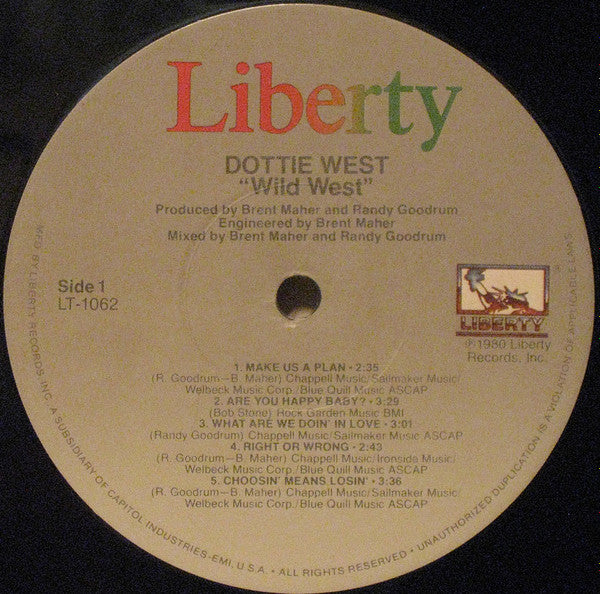 Liberty
DOTTIE WEST
"Wild West"
Produced by Brent Maher and Randy Goodrum
Engineered by Brent Maher
Mixed by Brent Maher and Randy Goodrum
Side 1
LT-1062
LIBERTY
℗ 1980 Liberty
Records, Inc.
1. MAKE US A PLAN • 2:35
(R. Goodrum—B. Maher) Chappell Music/Sailmaker Music/
Welbeck Music Corp./Blue Quill Music ASCAP
2. ARE YOU HAPPY BABY? • 3:29
(Bob Stone) Rock Garden Music BMI
3. WHAT ARE WE DOIN' IN LOVE • 3:01
(Randy Goodrum) Chappell Music/Sailmaker Music ASCAP
4. RIGHT OR WRONG • 2:43
(R. Goodrum—B. Maher) Chappell Music/Ironside Music/
Welbeck Music Corp./Blue Quill Music ASCAP
5. CHOOSIN' MEANS LOSIN' • 3:36
(R. Goodrum—B. Maher) Chappell Music/Sailmaker Music/
Welbeck Music Corp./Blue Quill Music ASCAP
MFD. BY LIBERTY RECORDS, INC. A SUBSIDIARY OF CAPITOL INDUSTRIES-EMI, U.S.A. • ALL RIGHTS RESERVED • UNAUTHORIZED DUPLICATION IS A VIOLATION OF APPLICABLE LAWS